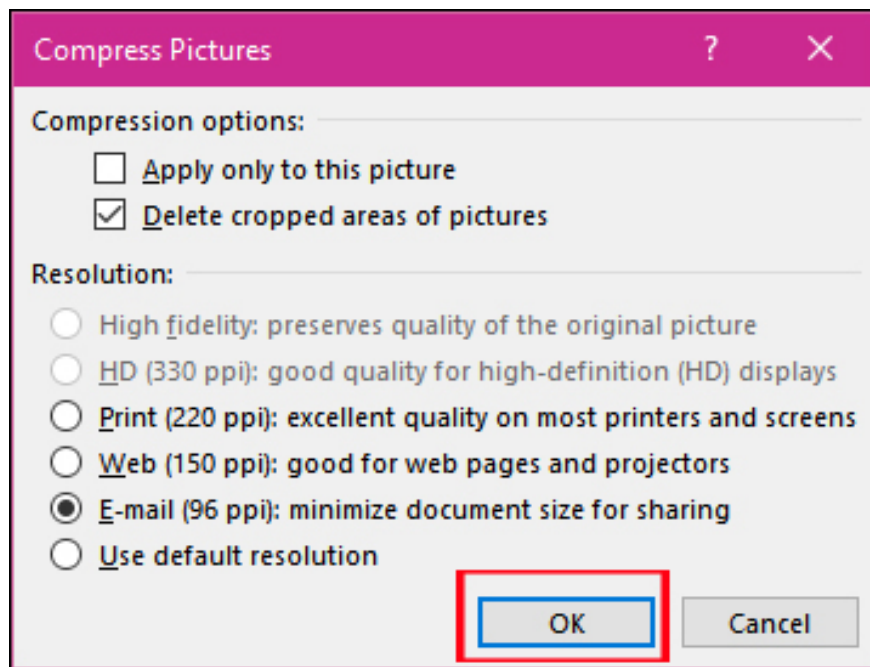 Compress Pictures ?
Compression options:
Apply only to this picture
Delete cropped areas of pictures
Resolution:
High fidelity: preserves quality of the original picture
HD (330 ppi): good quality for high-definition (HD) displays
Print (220 ppi): excellent quality on most printers and screens
Web (150 ppi): good for web pages and projectors
E-mail (96 ppi): minimize document size for sharing
Use default resolution
OK Cancel